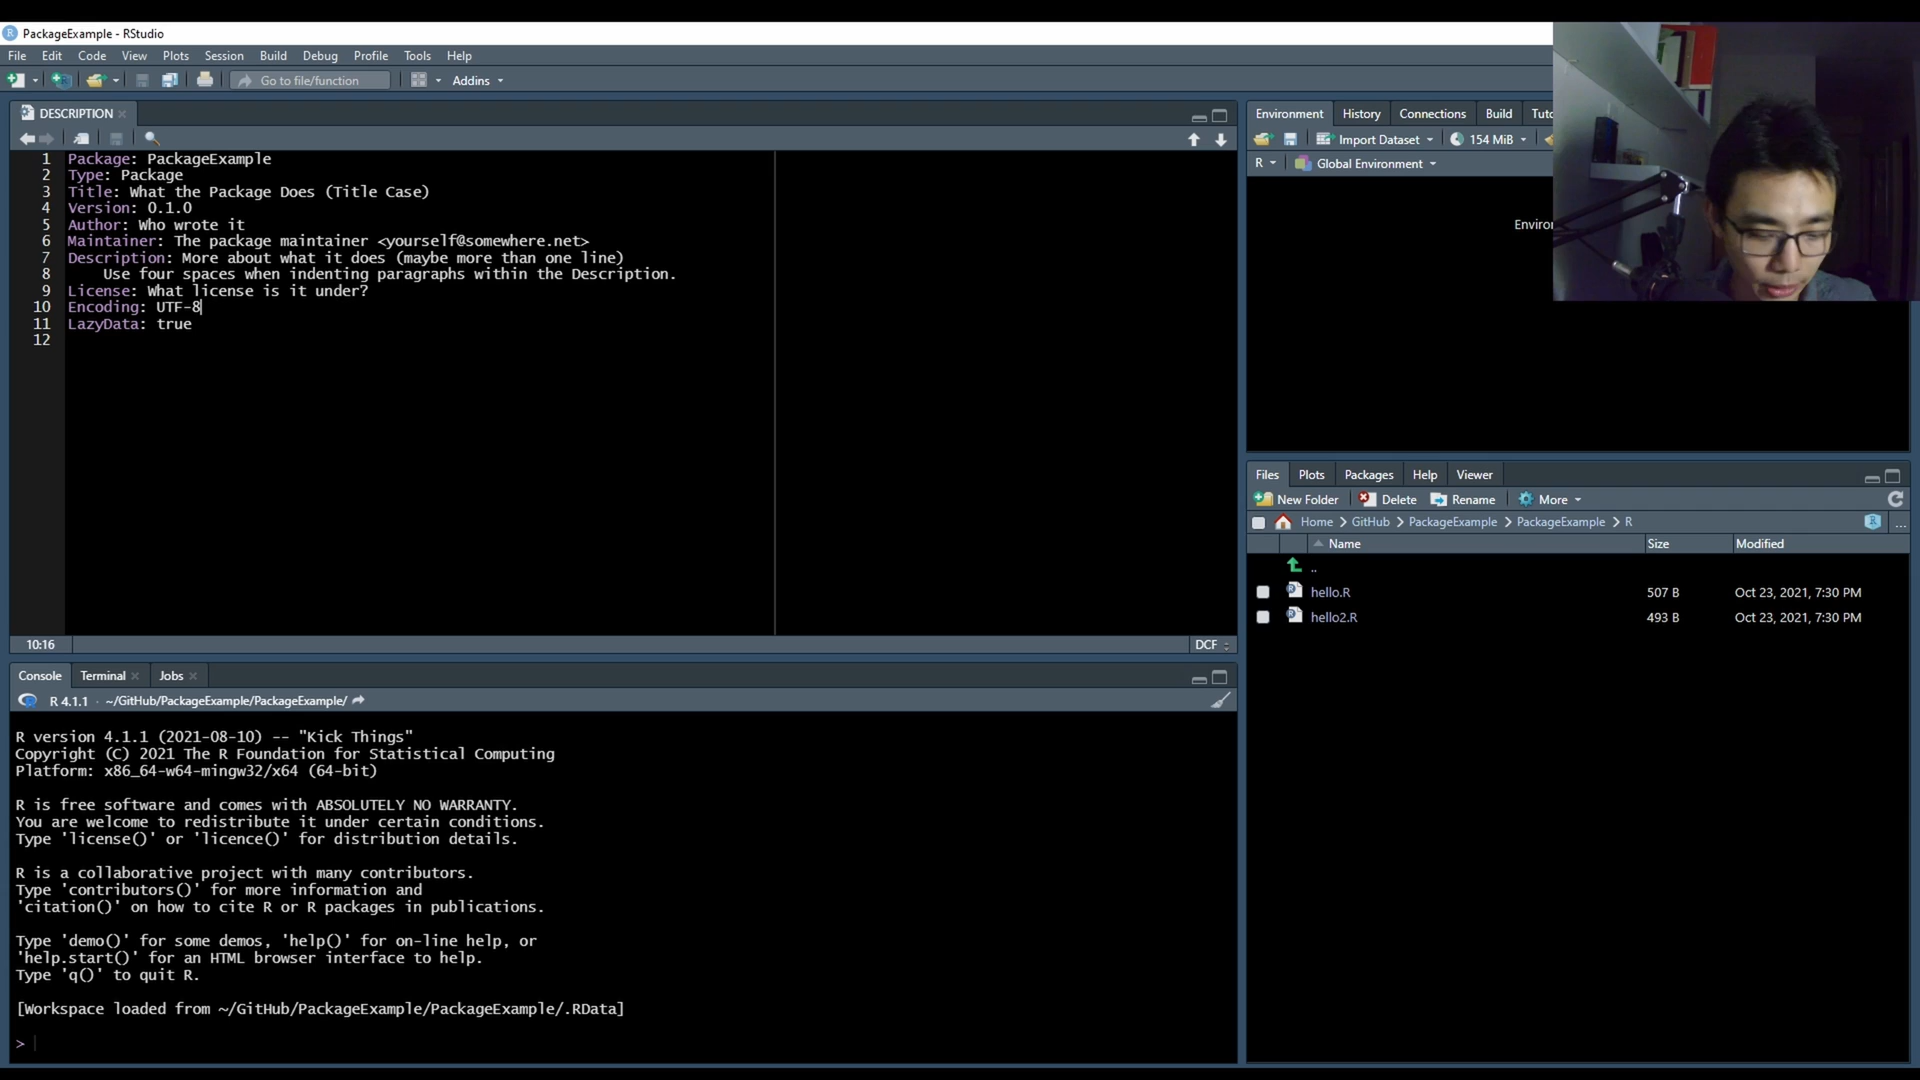 PackageExample - RStudio
File Edit Code View Plots Session Build Debug Profile Tools Help
Go to file/function Addins
DESCRIPTION
1 Package: PackageExample
2 Type: Package
3 Title: What the Package Does (Title Case)
4 Version: 0.1.0
5 Author: Who wrote it
6 Maintainer: The package maintainer <yourself@somewhere.net>
7 Description: More about what it does (maybe more than one line)
8 Use four spaces when indenting paragraphs within the Description.
9 License: What license is it under?
10 Encoding: UTF-8
11 LazyData: true
12
10:16 DCF
Console Terminal Jobs
R 4.1.1 · ~/GitHub/PackageExample/PackageExample/
R version 4.1.1 (2021-08-10) -- "Kick Things"
Copyright (C) 2021 The R Foundation for Statistical Computing
Platform: x86_64-w64-mingw32/x64 (64-bit)
R is free software and comes with ABSOLUTELY NO WARRANTY.
You are welcome to redistribute it under certain conditions.
Type 'license()' or 'licence()' for distribution details.
R is a collaborative project with many contributors.
Type 'contributors()' for more information and
'citation()' on how to cite R or R packages in publications.
Type 'demo()' for some demos, 'help()' for on-line help, or
'help.start()' for an HTML browser interface to help.
Type 'q()' to quit R.
[Workspace loaded from ~/GitHub/PackageExample/PackageExample/.RData]
>
Environment History Connections Build Tuto
Import Dataset 154 MiB
R Global Environment
Environ
Files Plots Packages Help Viewer
New Folder Delete Rename More
Home GitHub PackageExample PackageExample R ...
Name Size Modified
..
hello.R 507 B Oct 23, 2021, 7:30 PM
hello2.R 493 B Oct 23, 2021, 7:30 PM